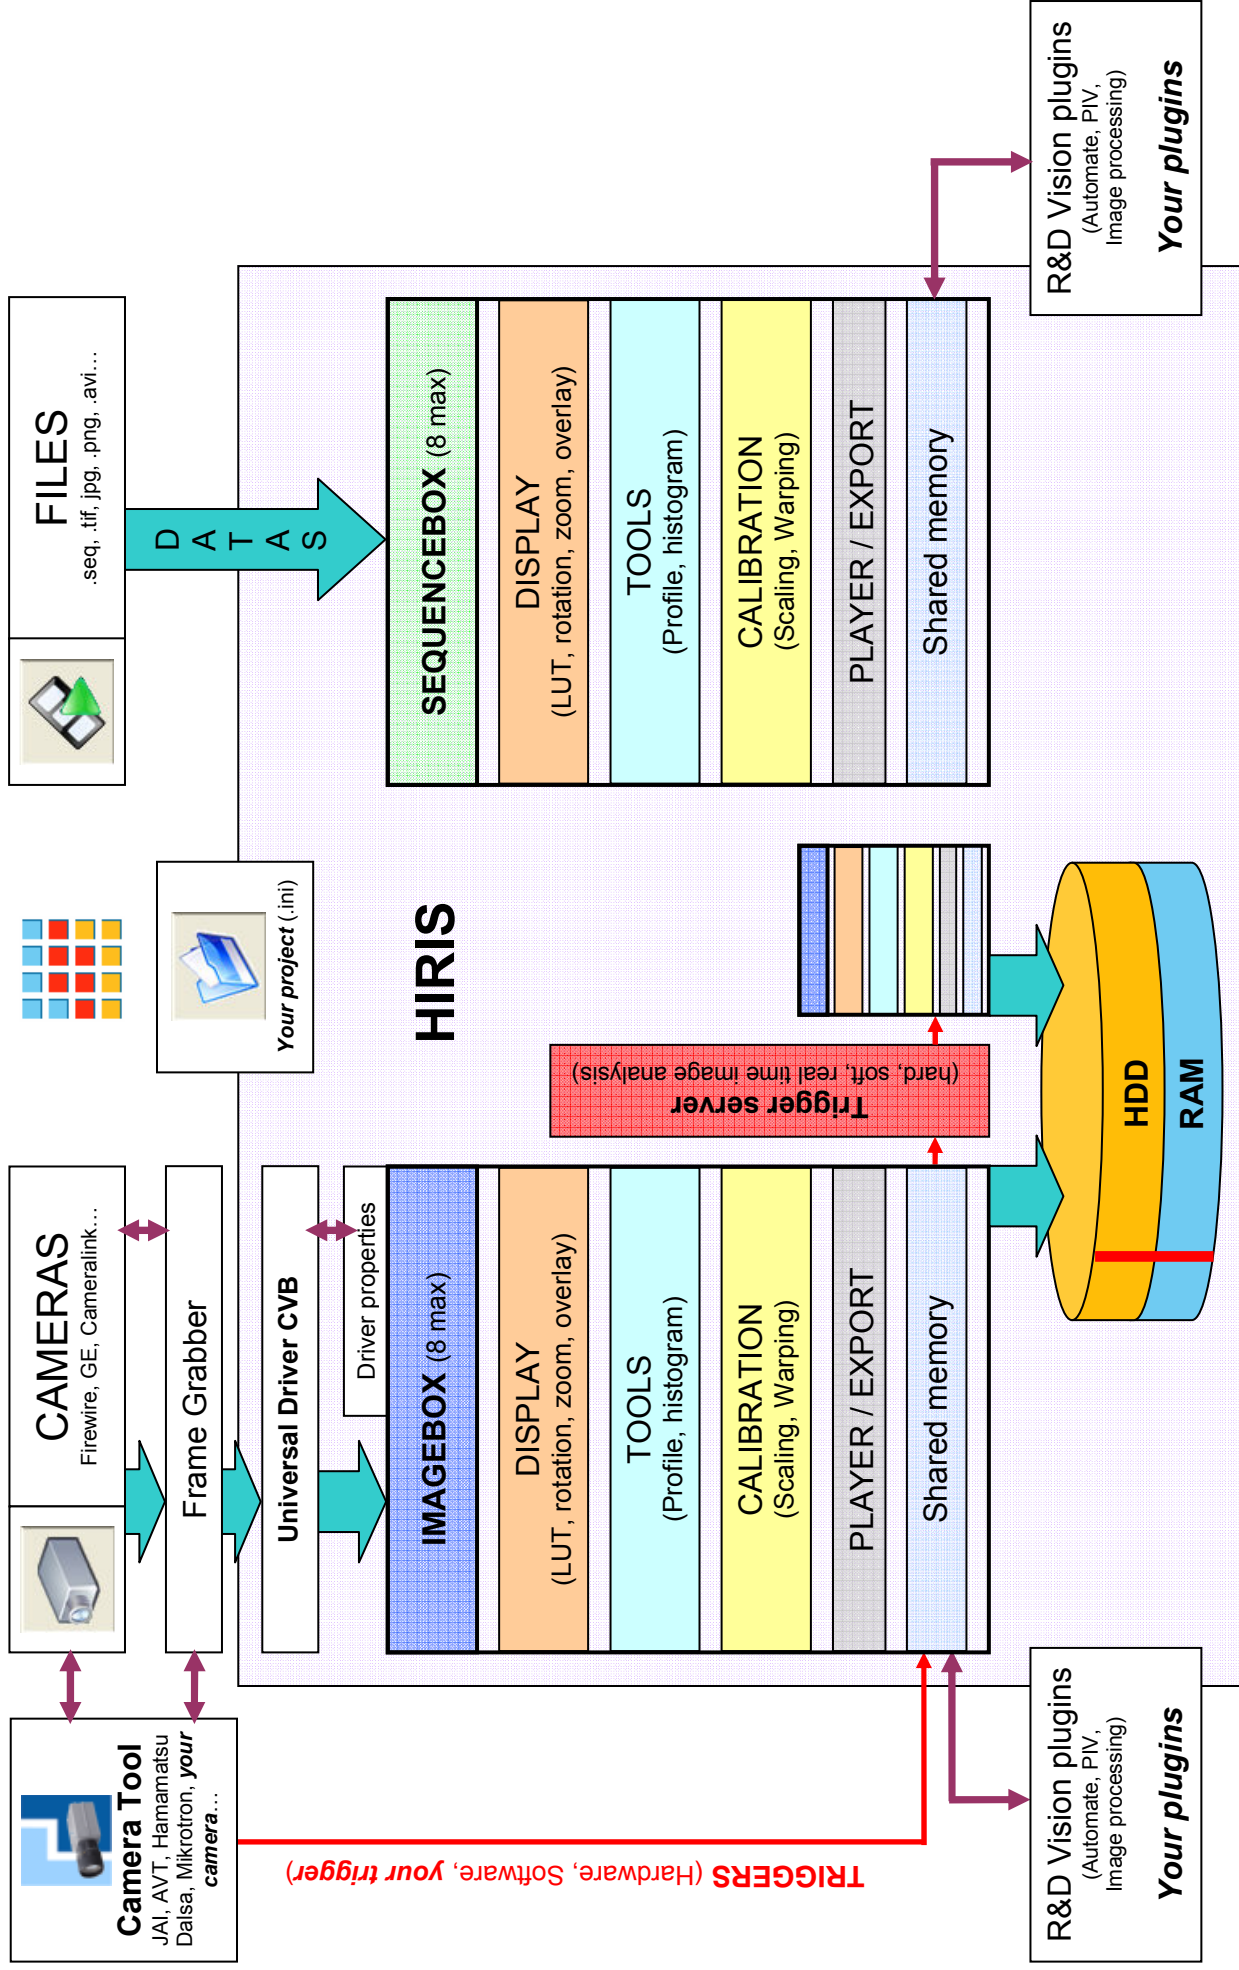 Camera Tool
JAI, AVT, Hamamatsu
Dalsa, Mikrotron, your
camera…
CAMERAS
Firewire, GE, Cameralink…
Frame Grabber
Universal Driver CVB
Driver properties
Your project (.ini)
FILES
.seq, .tif, .jpg, .png, .avi…
D
A
T
A
S
HIRIS
IMAGEBOX (8 max)
DISPLAY
(LUT, rotation, zoom, overlay)
TOOLS
(Profile, histogram)
CALIBRATION
(Scaling, Warping)
PLAYER / EXPORT
Shared memory
Trigger server
(hard, soft, real time image analysis)
SEQUENCEBOX (8 max)
DISPLAY
(LUT, rotation, zoom, overlay)
TOOLS
(Profile, histogram)
CALIBRATION
(Scaling, Warping)
PLAYER / EXPORT
Shared memory
TRIGGERS (Hardware, Software, your trigger)
R&D Vision plugins
(Automate, PIV,
Image processing)
Your plugins
HDD
RAM
R&D Vision plugins
(Automate, PIV,
Image processing)
Your plugins